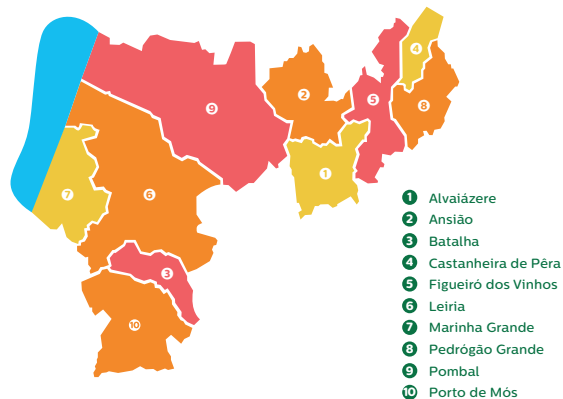 4
9
2
5
8
1
7
6
3
10
1 Alvaiázere
2 Ansião
3 Batalha
4 Castanheira de Pêra
5 Figueiró dos Vinhos
6 Leiria
7 Marinha Grande
8 Pedrógão Grande
9 Pombal
10 Porto de Mós